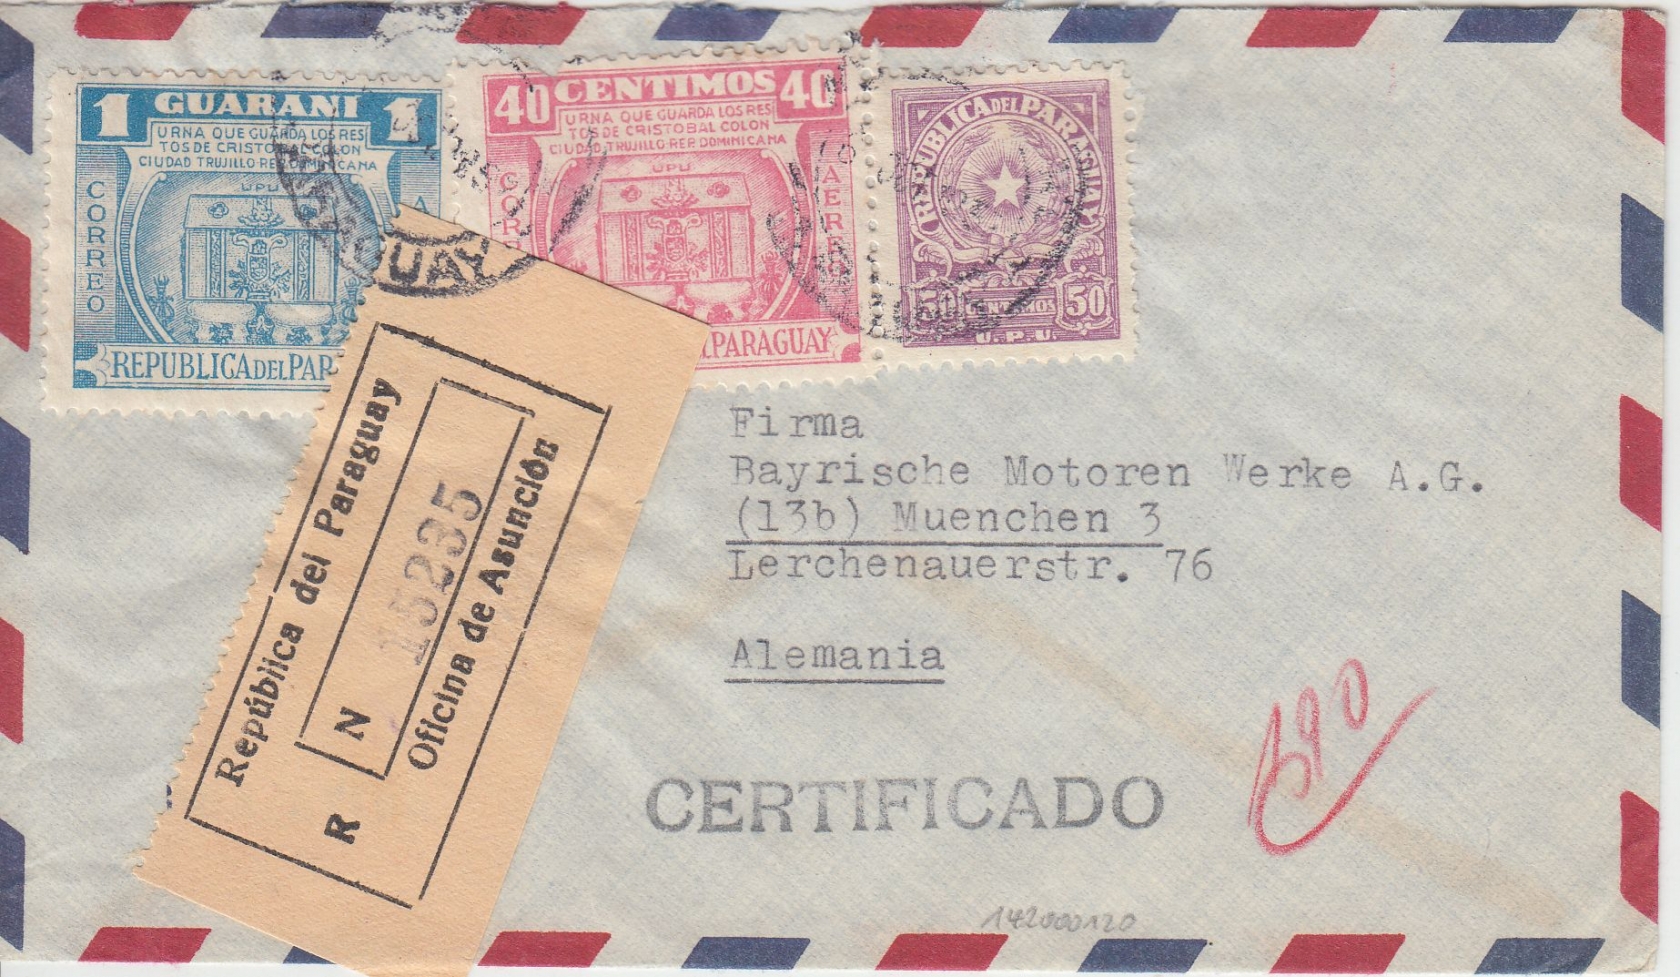 1 GUARANI 1
URNA QUE GUARDA LOS RES
TOS DE CRISTOBAL COLON
CIUDAD TRUJILLO-REP. DOMINICANA
UPU
CORREO
REPUBLICA DEL PAR
40 CENTIMOS 40
URNA QUE GUARDA LOS RES
TOS DE CRISTOBAL COLON
CIUDAD TRUJILLO-REP DOMINICANA
UPU
PARAGUAY
REPUBLICA DEL PARAGUAY
50 CENTIMOS 50
U.P.U.
República del Paraguay
R N 15235
Oficina de Asunción
Firma
Bayrische Motoren Werke A.G.
(13b) Muenchen 3
Lerchenauerstr. 76
Alemania
CERTIFICADO
142000120